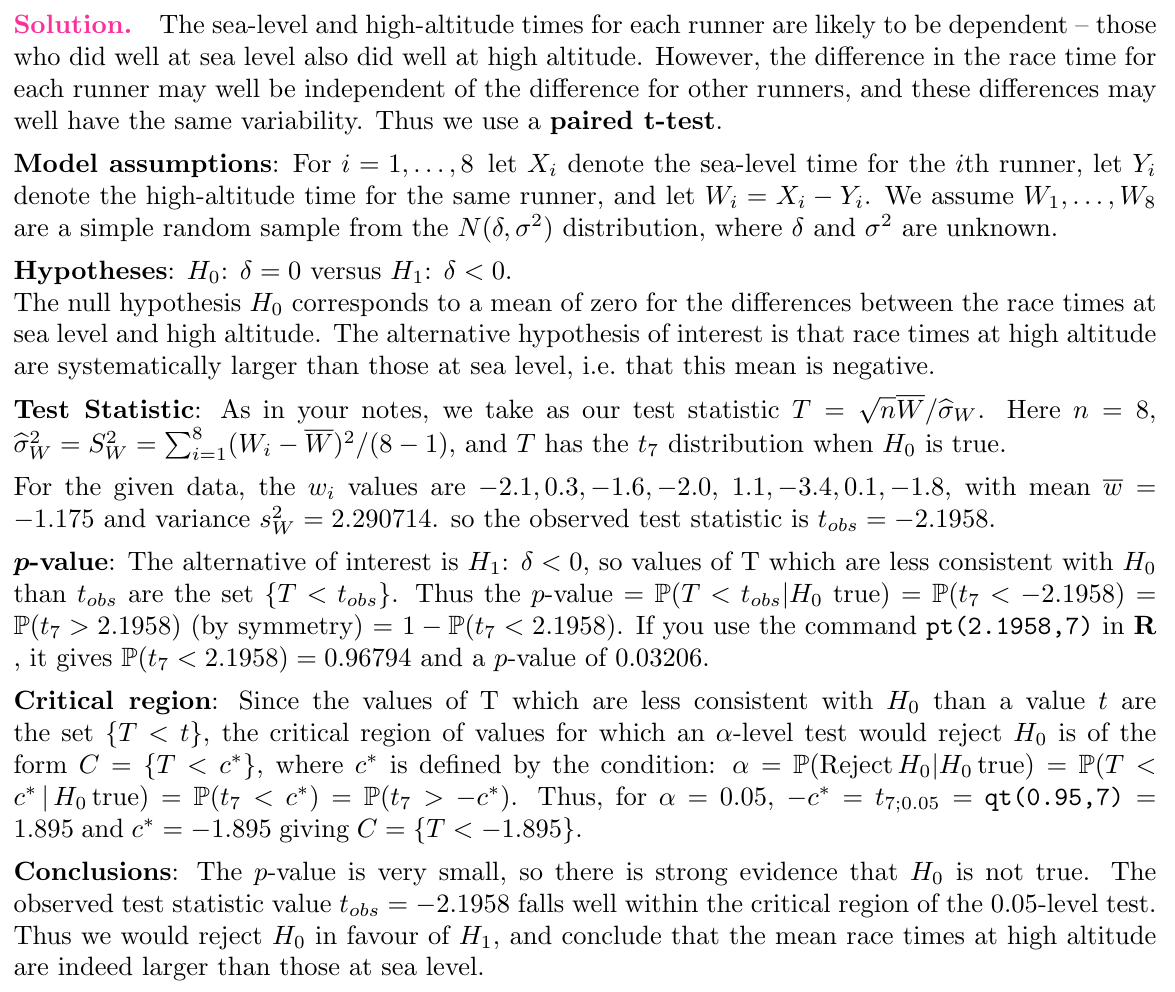 Solution. The sea-level and high-altitude times for each runner are likely to be dependent – those
who did well at sea level also did well at high altitude. However, the difference in the race time for
each runner may well be independent of the difference for other runners, and these differences may
well have the same variability. Thus we use a paired t-test.
Model assumptions: For $i = 1, \ldots, 8$ let $X_i$ denote the sea-level time for the $i$th runner, let $Y_i$
denote the high-altitude time for the same runner, and let $W_i = X_i - Y_i$. We assume $W_1, \ldots, W_8$
are a simple random sample from the $N(\delta, \sigma^2)$ distribution, where $\delta$ and $\sigma^2$ are unknown.
Hypotheses: $H_0$: $\delta = 0$ versus $H_1$: $\delta < 0$.
The null hypothesis $H_0$ corresponds to a mean of zero for the differences between the race times at
sea level and high altitude. The alternative hypothesis of interest is that race times at high altitude
are systematically larger than those at sea level, i.e. that this mean is negative.
Test Statistic: As in your notes, we take as our test statistic $T = \sqrt{n}\overline{W}/\widehat{\sigma}_W$. Here $n = 8$,
$\widehat{\sigma}^2_W = S^2_W = \sum_{i=1}^{8}(W_i - \overline{W})^2/(8 - 1)$, and $T$ has the $t_7$ distribution when $H_0$ is true.
For the given data, the $w_i$ values are $-2.1, 0.3, -1.6, -2.0, \ 1.1, -3.4, 0.1, -1.8$, with mean $\overline{w} =$
$-1.175$ and variance $s^2_W = 2.290714$. so the observed test statistic is $t_{obs} = -2.1958$.
p-value: The alternative of interest is $H_1$: $\delta < 0$, so values of T which are less consistent with $H_0$
than $t_{obs}$ are the set $\{T < t_{obs}\}$. Thus the $p$-value $= \mathbb{P}(T < t_{obs}|H_0 \text{ true}) = \mathbb{P}(t_7 < -2.1958) =$
$\mathbb{P}(t_7 > 2.1958)$ (by symmetry) $= 1 - \mathbb{P}(t_7 < 2.1958)$. If you use the command pt(2.1958,7) in R
, it gives $\mathbb{P}(t_7 < 2.1958) = 0.96794$ and a $p$-value of 0.03206.
Critical region: Since the values of T which are less consistent with $H_0$ than a value $t$ are
the set $\{T < t\}$, the critical region of values for which an $\alpha$-level test would reject $H_0$ is of the
form $C = \{T < c^*\}$, where $c^*$ is defined by the condition: $\alpha = \mathbb{P}(\text{Reject } H_0|H_0 \text{ true}) = \mathbb{P}(T <$
$c^* \,|\, H_0 \text{ true}) = \mathbb{P}(t_7 < c^*) = \mathbb{P}(t_7 > -c^*)$. Thus, for $\alpha = 0.05$, $-c^* = t_{7;0.05} =$ qt(0.95,7) $=$
1.895 and $c^* = -1.895$ giving $C = \{T < -1.895\}$.
Conclusions: The $p$-value is very small, so there is strong evidence that $H_0$ is not true. The
observed test statistic value $t_{obs} = -2.1958$ falls well within the critical region of the 0.05-level test.
Thus we would reject $H_0$ in favour of $H_1$, and conclude that the mean race times at high altitude
are indeed larger than those at sea level.